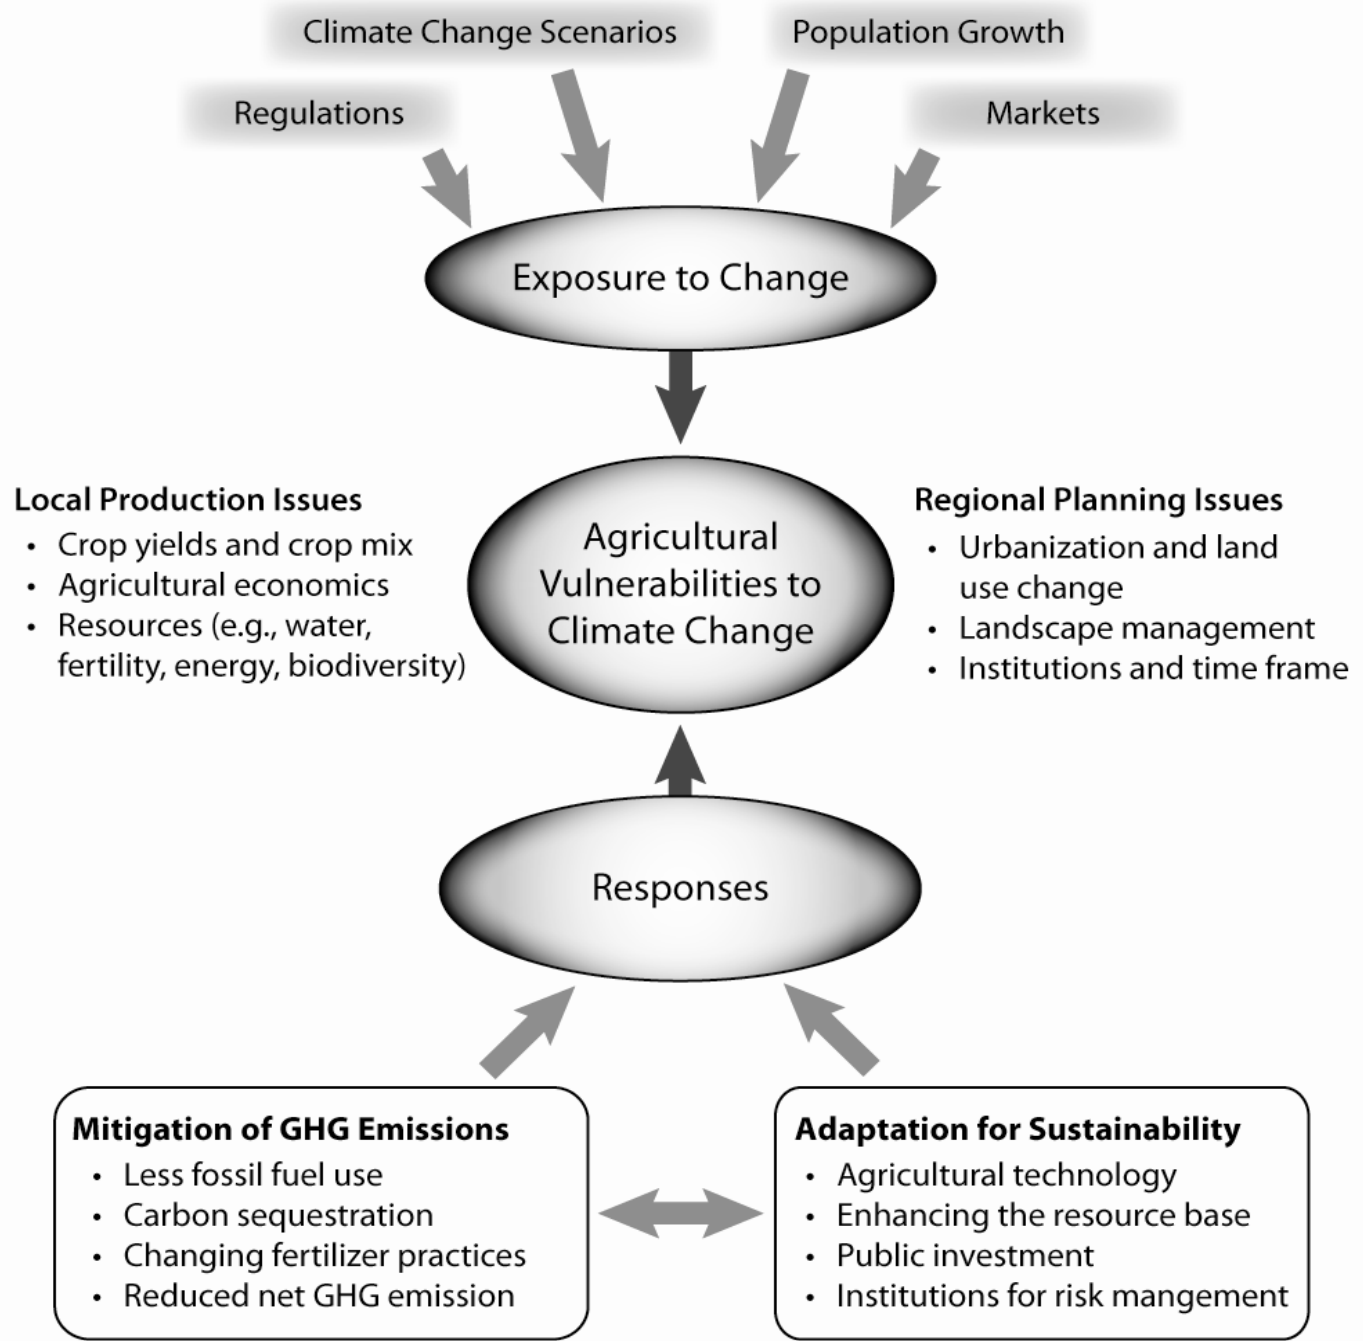 Climate Change Scenarios
Population Growth
Regulations
Markets
Exposure to Change
Local Production Issues
• Crop yields and crop mix
• Agricultural economics
• Resources (e.g., water,
fertility, energy, biodiversity)
Agricultural
Vulnerabilities to
Climate Change
Regional Planning Issues
• Urbanization and land
use change
• Landscape management
• Institutions and time frame
Responses
Mitigation of GHG Emissions
• Less fossil fuel use
• Carbon sequestration
• Changing fertilizer practices
• Reduced net GHG emission
Adaptation for Sustainability
• Agricultural technology
• Enhancing the resource base
• Public investment
• Institutions for risk mangement